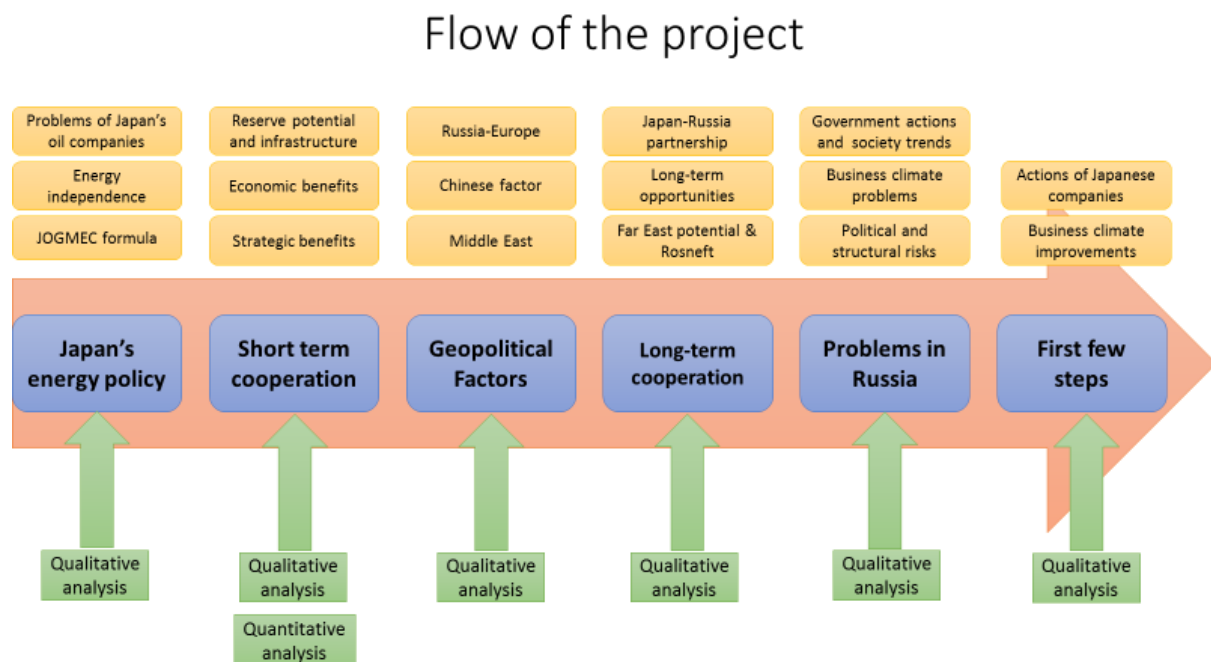 Flow of the project
Problems of Japan's
oil companies
Energy
independence
JOGMEC formula
Reserve potential
and infrastructure
Economic benefits
Strategic benefits
Russia-Europe
Chinese factor
Middle East
Japan-Russia
partnership
Long-term
opportunities
Far East potential &
Rosneft
Government actions
and society trends
Business climate
problems
Political and
structural risks
Actions of Japanese
companies
Business climate
improvements
Japan's
energy policy
Short term
cooperation
Geopolitical
Factors
Long-term
cooperation
Problems in
Russia
First few
steps
Qualitative
analysis
Qualitative
analysis
Quantitative
analysis
Qualitative
analysis
Qualitative
analysis
Qualitative
analysis
Qualitative
analysis